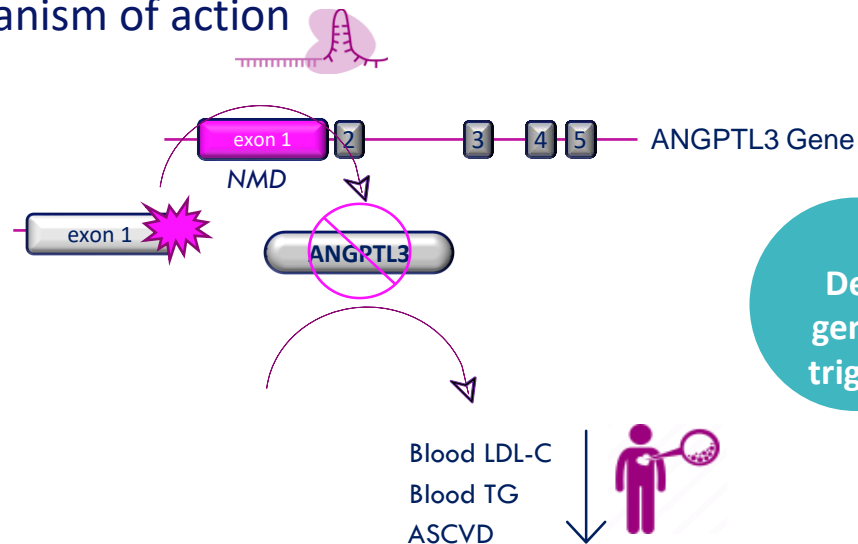 anism of action
exon 1 2 3 4 5 ANGPTL3 Gene
NMD
exon 1
ANGPTL3
De
gen
trig
Blood LDL-C
Blood TG
ASCVD